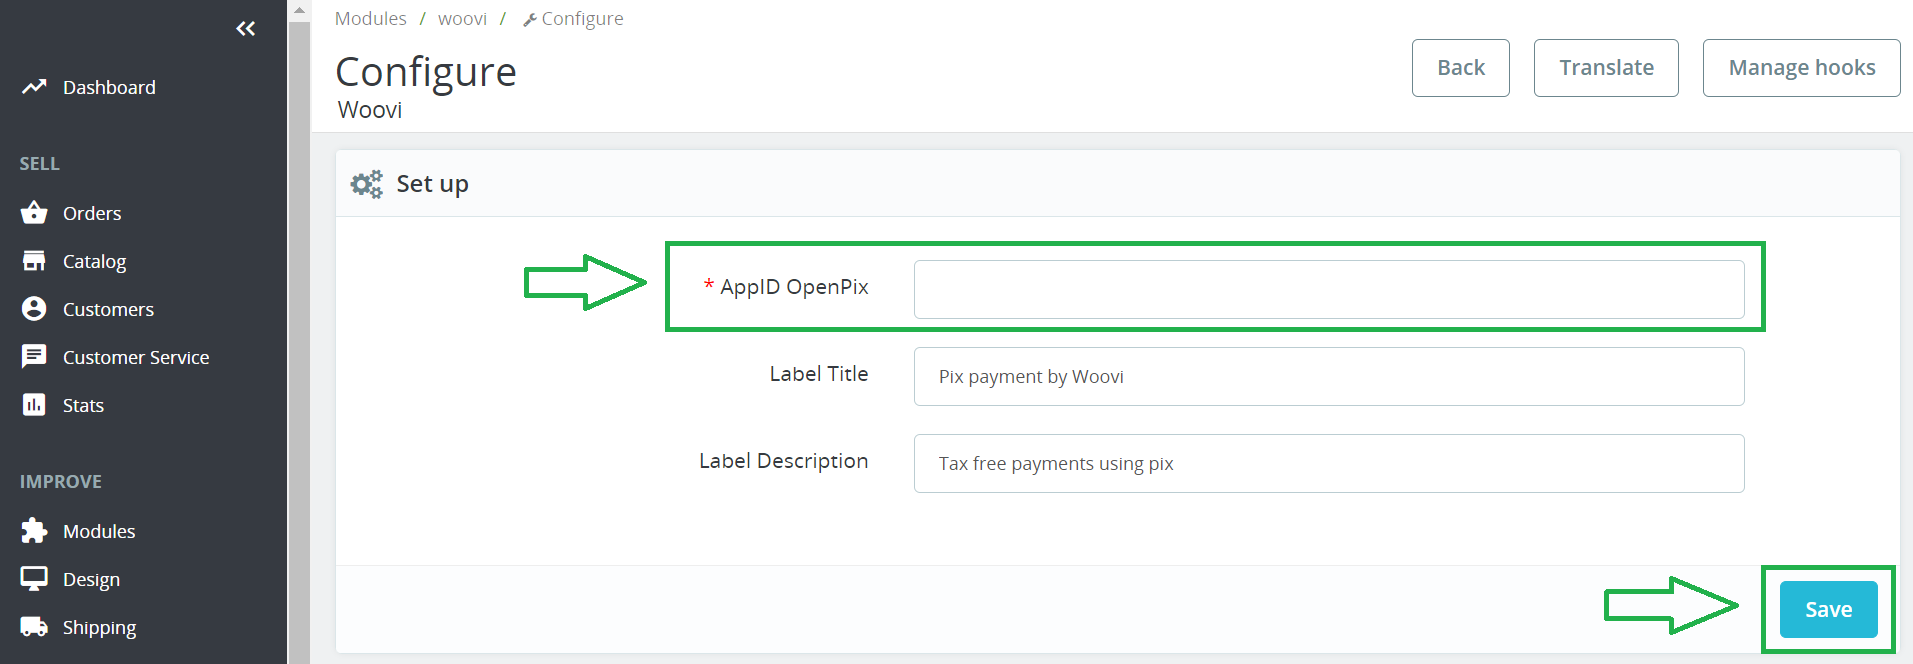 Dashboard
SELL
Orders
Catalog
Customers
Customer Service
Stats
IMPROVE
Modules
Design
Shipping
Modules / woovi / Configure
Configure
Woovi
Back
Translate
Manage hooks
Set up
* AppID OpenPix
Label Title
Pix payment by Woovi
Label Description
Tax free payments using pix
Save